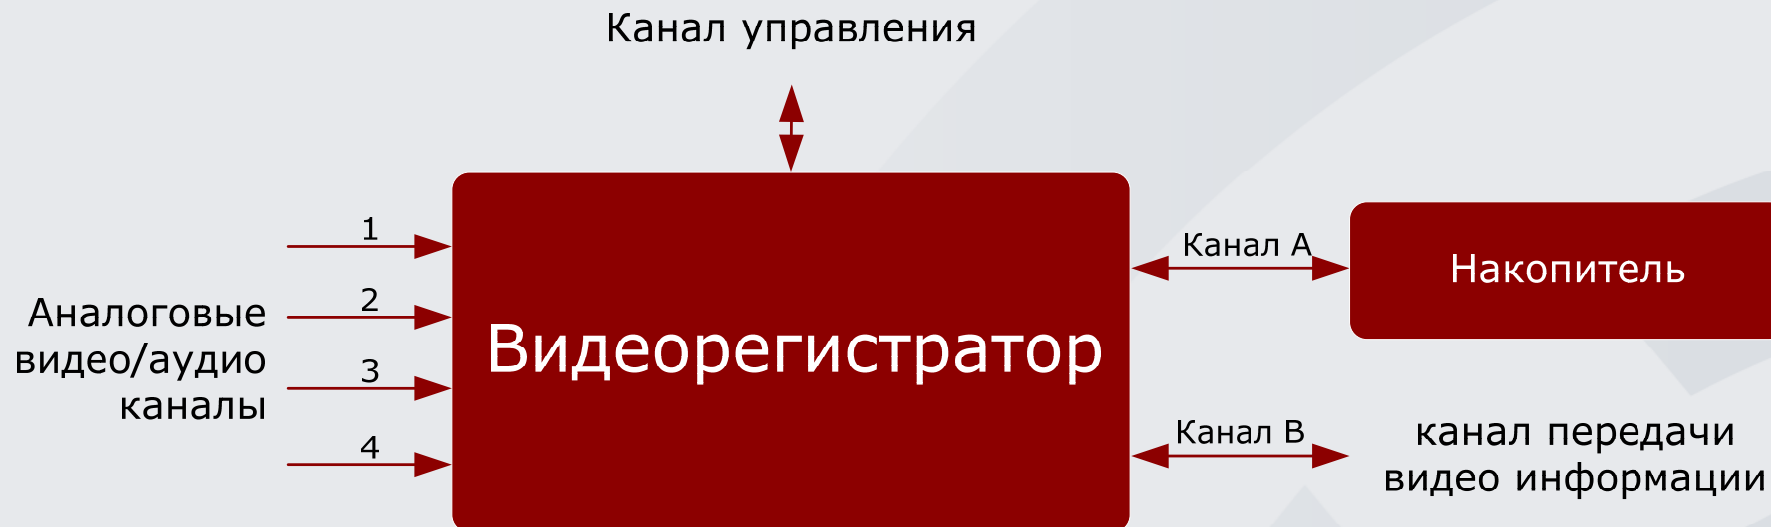 Канал управления
1
2
3
4
Аналоговые
видео/аудио
каналы
Видеорегистратор
Канал A
Накопитель
Канал B
канал передачи
видео информации